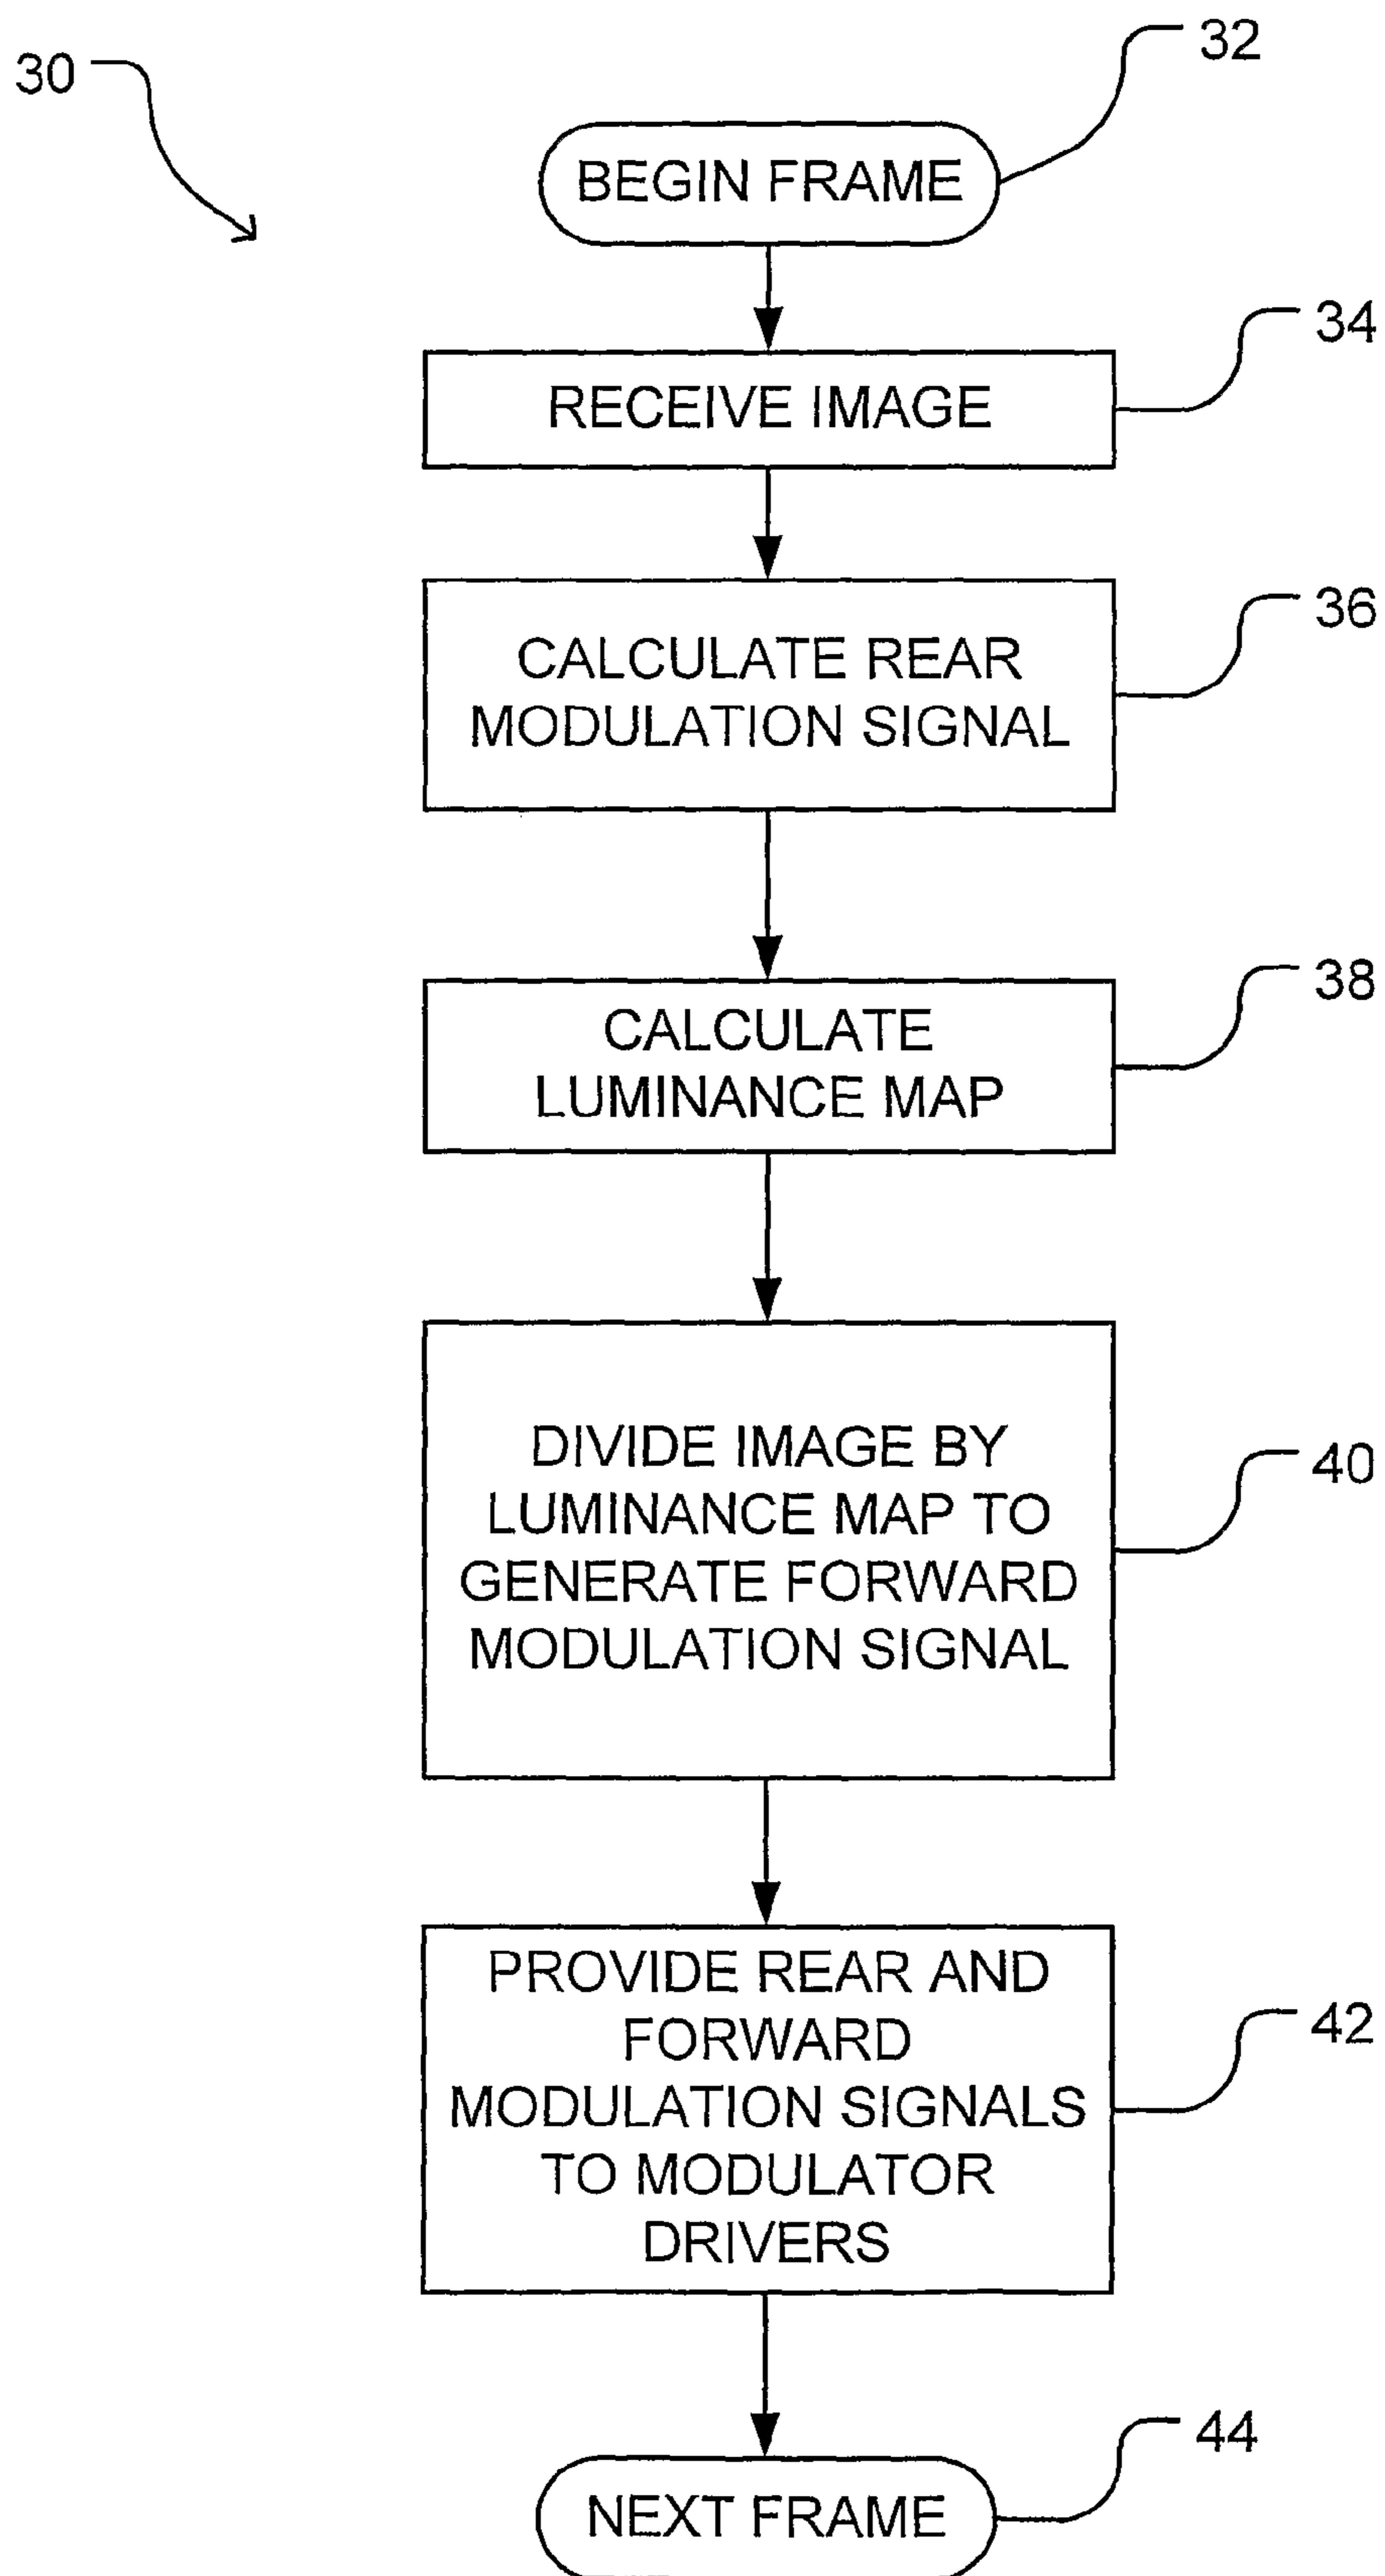 30
32
BEGIN FRAME
34
RECEIVE IMAGE
36
CALCULATE REAR
MODULATION SIGNAL
38
CALCULATE
LUMINANCE MAP
40
DIVIDE IMAGE BY
LUMINANCE MAP TO
GENERATE FORWARD
MODULATION SIGNAL
42
PROVIDE REAR AND
FORWARD
MODULATION SIGNALS
TO MODULATOR
DRIVERS
44
NEXT FRAME